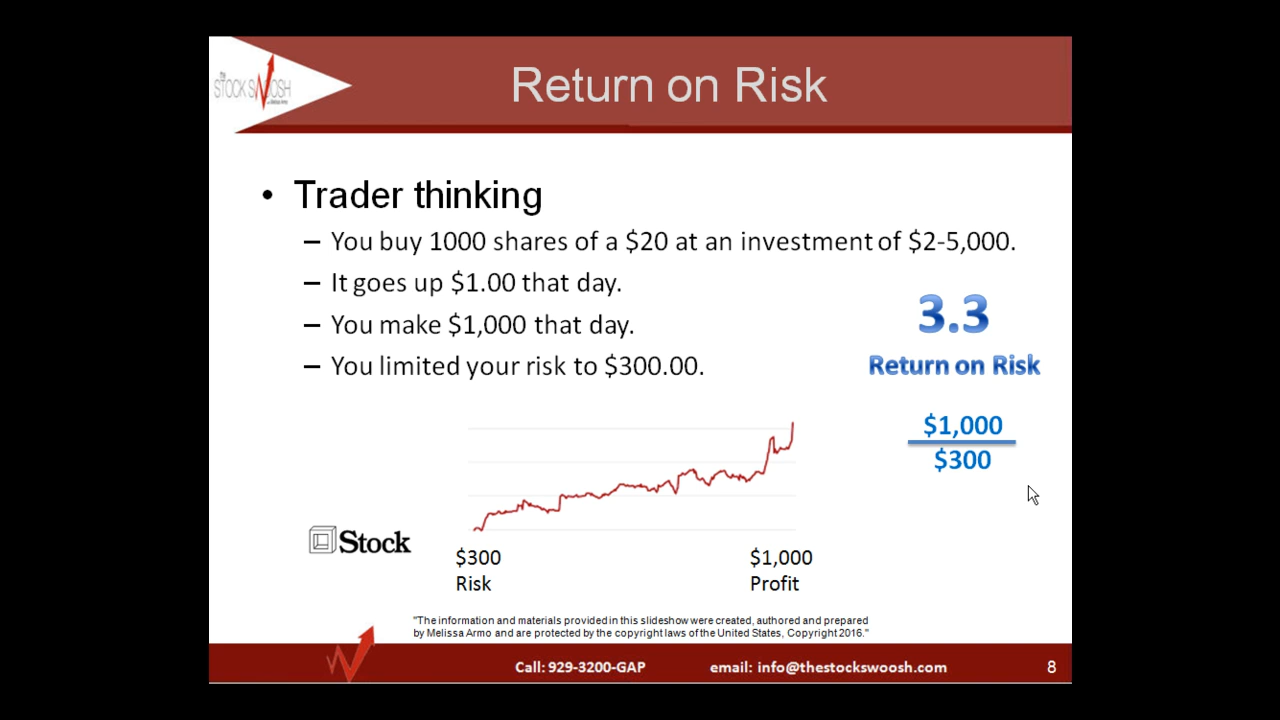 the
STOCK SWOOSH
Return on Risk
• Trader thinking
– You buy 1000 shares of a $20 at an investment of $2-5,000.
– It goes up $1.00 that day.
– You make $1,000 that day.
– You limited your risk to $300.00.
3.3
Return on Risk
$1,000
$300
Stock
$300
Risk
$1,000
Profit
"The information and materials provided in this slideshow were created, authored and prepared
by Melissa Armo and are protected by the copyright laws of the United States, Copyright 2016."
Call: 929-3200-GAP email: info@thestockswoosh.com 8